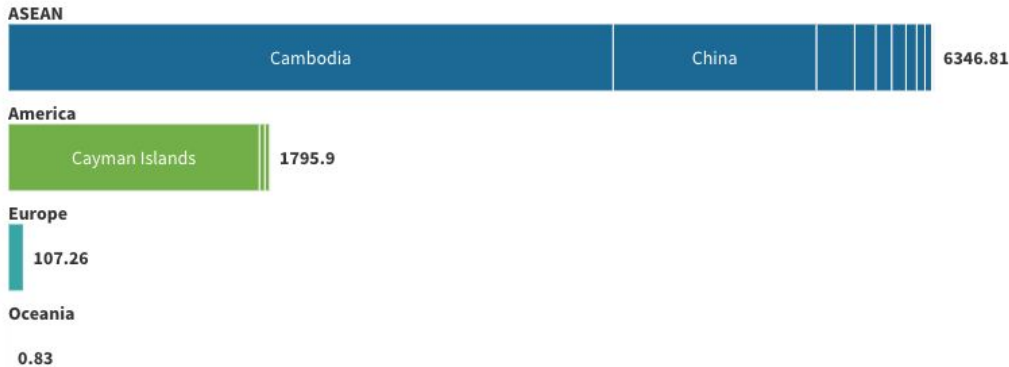 ASEAN
Cambodia China 6346.81
America
Cayman Islands 1795.9
Europe
107.26
Oceania
0.83